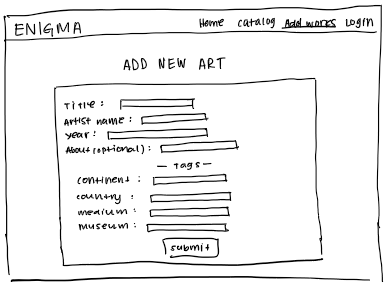 ENIGMA Home catalog Add works Login
ADD NEW ART
Title :
Artist name :
year :
About (optional) :
— Tags —
continent :
country :
medium :
museum :
submit